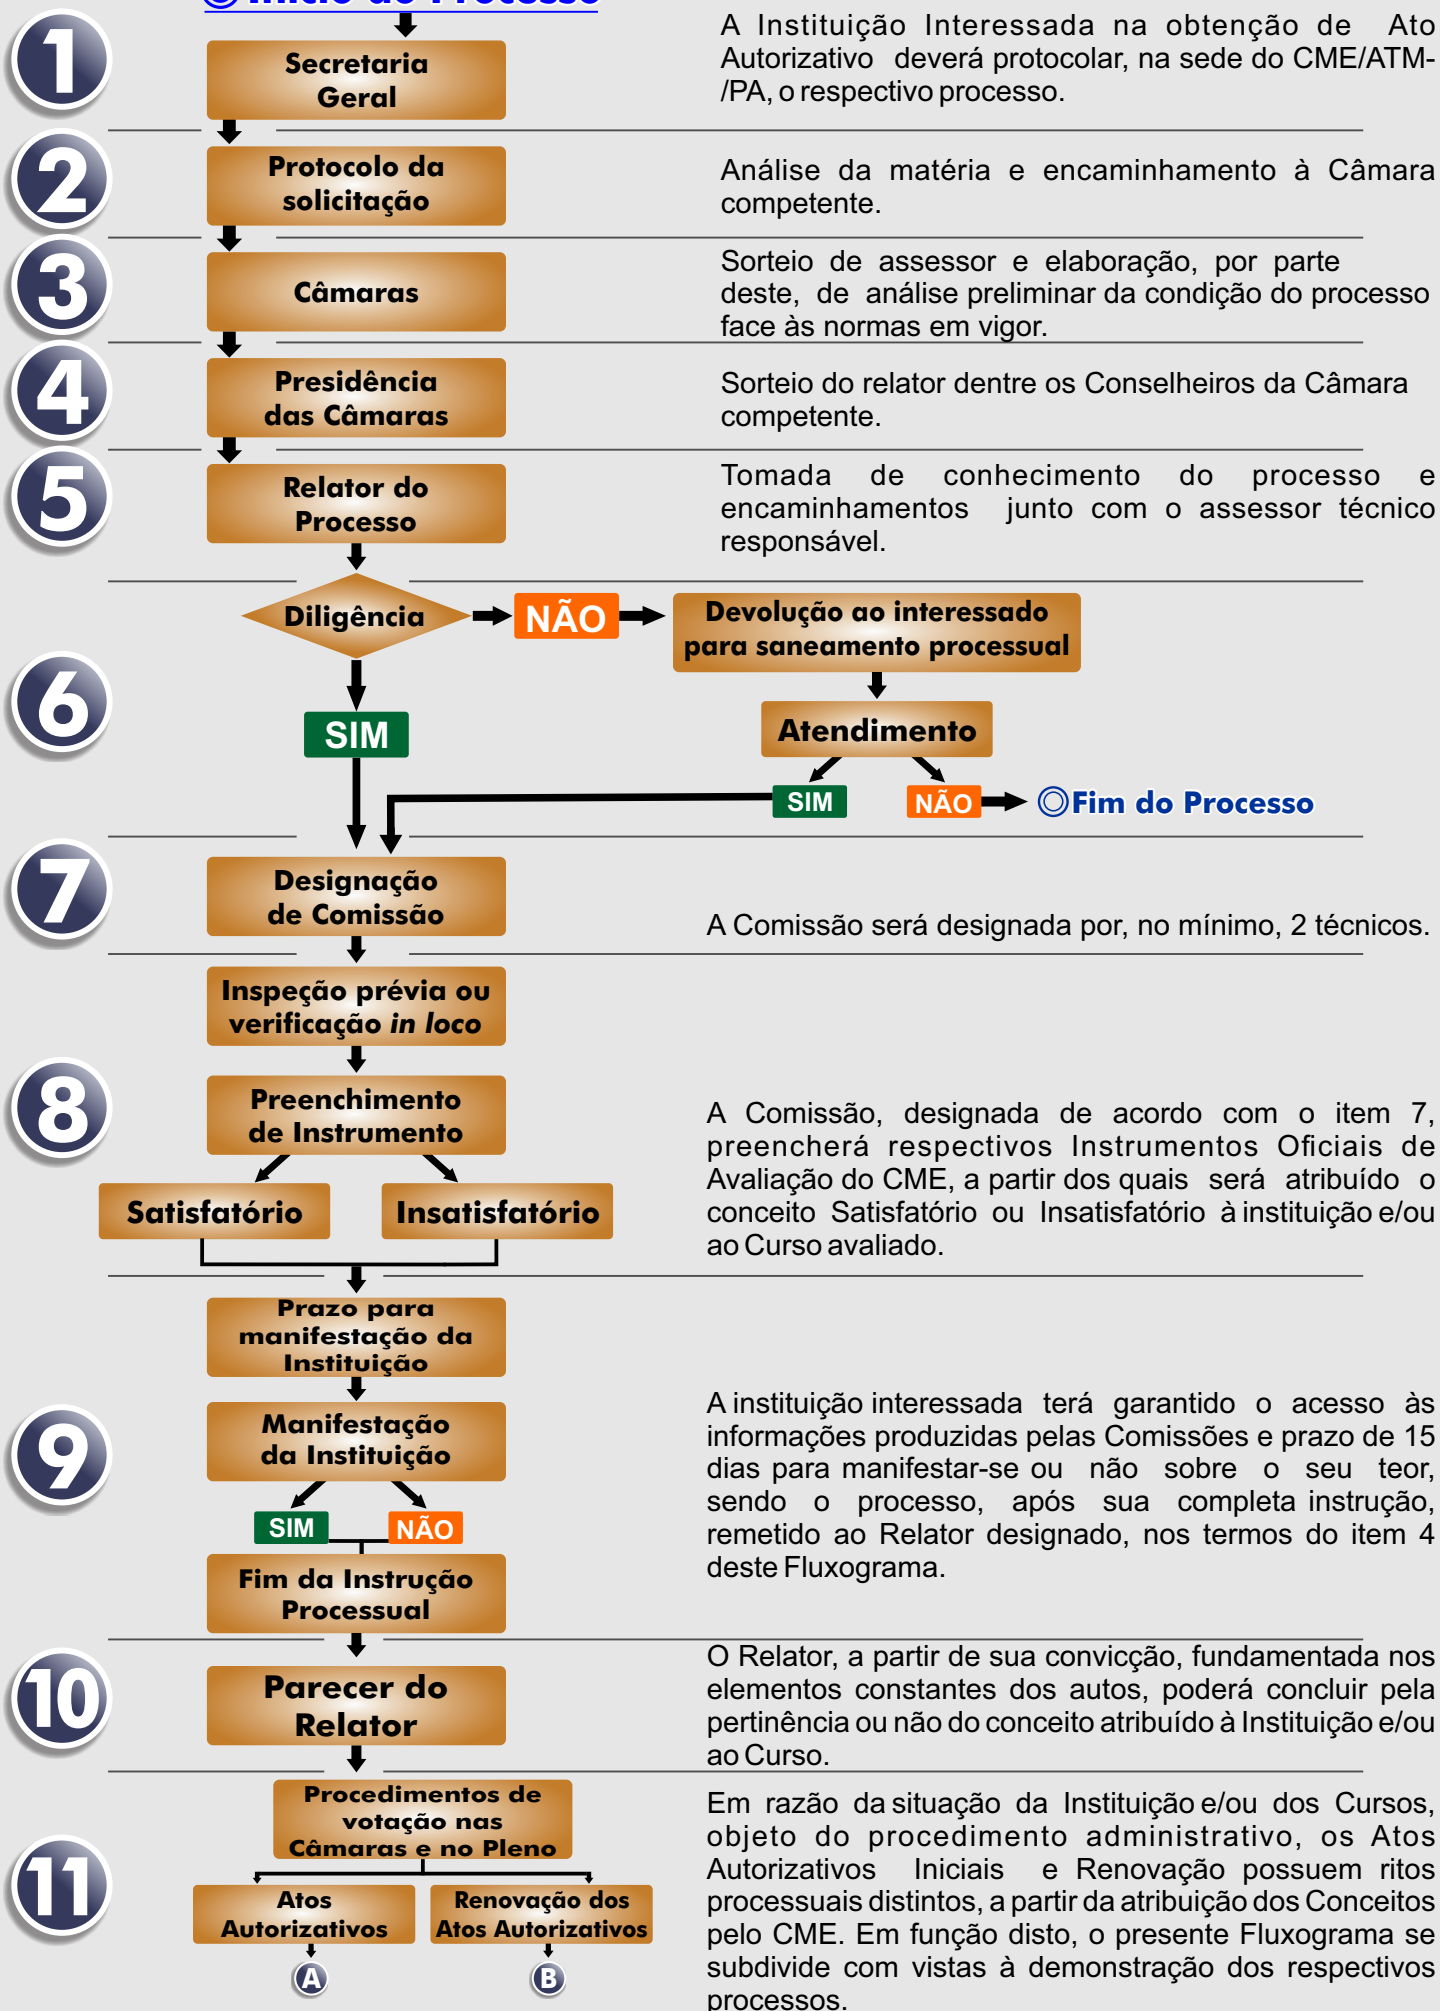 Início do Processo
1
Secretaria
Geral
A Instituição Interessada na obtenção de Ato
Autorizativo deverá protocolar, na sede do CME/ATM-
/PA, o respectivo processo.
2
Protocolo da
solicitação
Análise da matéria e encaminhamento à Câmara
competente.
3
Câmaras
Sorteio de assessor e elaboração, por parte
deste, de análise preliminar da condição do processo
face às normas em vigor.
4
Presidência
das Câmaras
Sorteio do relator dentre os Conselheiros da Câmara
competente.
5
Relator do
Processo
Tomada de conhecimento do processo e
encaminhamentos junto com o assessor técnico
responsável.
6
Diligência
NÃO
Devolução ao interessado
para saneamento processual
SIM
Atendimento
SIM
NÃO
Fim do Processo
7
Designação
de Comissão
A Comissão será designada por, no mínimo, 2 técnicos.
8
Inspeção prévia ou
verificação in loco
Preenchimento
de Instrumento
Satisfatório
Insatisfatório
A Comissão, designada de acordo com o item 7,
preencherá respectivos Instrumentos Oficiais de
Avaliação do CME, a partir dos quais será atribuído o
conceito Satisfatório ou Insatisfatório à instituição e/ou
ao Curso avaliado.
9
Prazo para
manifestação da
Instituição
Manifestação
da Instituição
SIM
NÃO
Fim da Instrução
Processual
A instituição interessada terá garantido o acesso às
informações produzidas pelas Comissões e prazo de 15
dias para manifestar-se ou não sobre o seu teor,
sendo o processo, após sua completa instrução,
remetido ao Relator designado, nos termos do item 4
deste Fluxograma.
10
Parecer do
Relator
O Relator, a partir de sua convicção, fundamentada nos
elementos constantes dos autos, poderá concluir pela
pertinência ou não do conceito atribuído à Instituição e/ou
ao Curso.
11
Procedimentos de
votação nas
Câmaras e no Pleno
Atos
Autorizativos
Renovação dos
Atos Autorizativos
A
B
Em razão da situação da Instituição e/ou dos Cursos,
objeto do procedimento administrativo, os Atos
Autorizativos Iniciais e Renovação possuem ritos
processuais distintos, a partir da atribuição dos Conceitos
pelo CME. Em função disto, o presente Fluxograma se
subdivide com vistas à demonstração dos respectivos
processos.